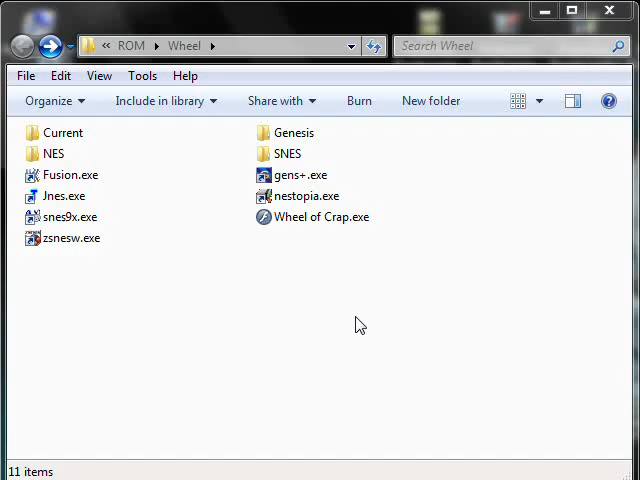 ROM Wheel Search Wheel
File Edit View Tools Help
Organize Include in library Share with Burn New folder
Current Genesis
NES SNES
Fusion.exe gens+.exe
Jnes.exe nestopia.exe
snes9x.exe Wheel of Crap.exe
zsnesw.exe
11 items